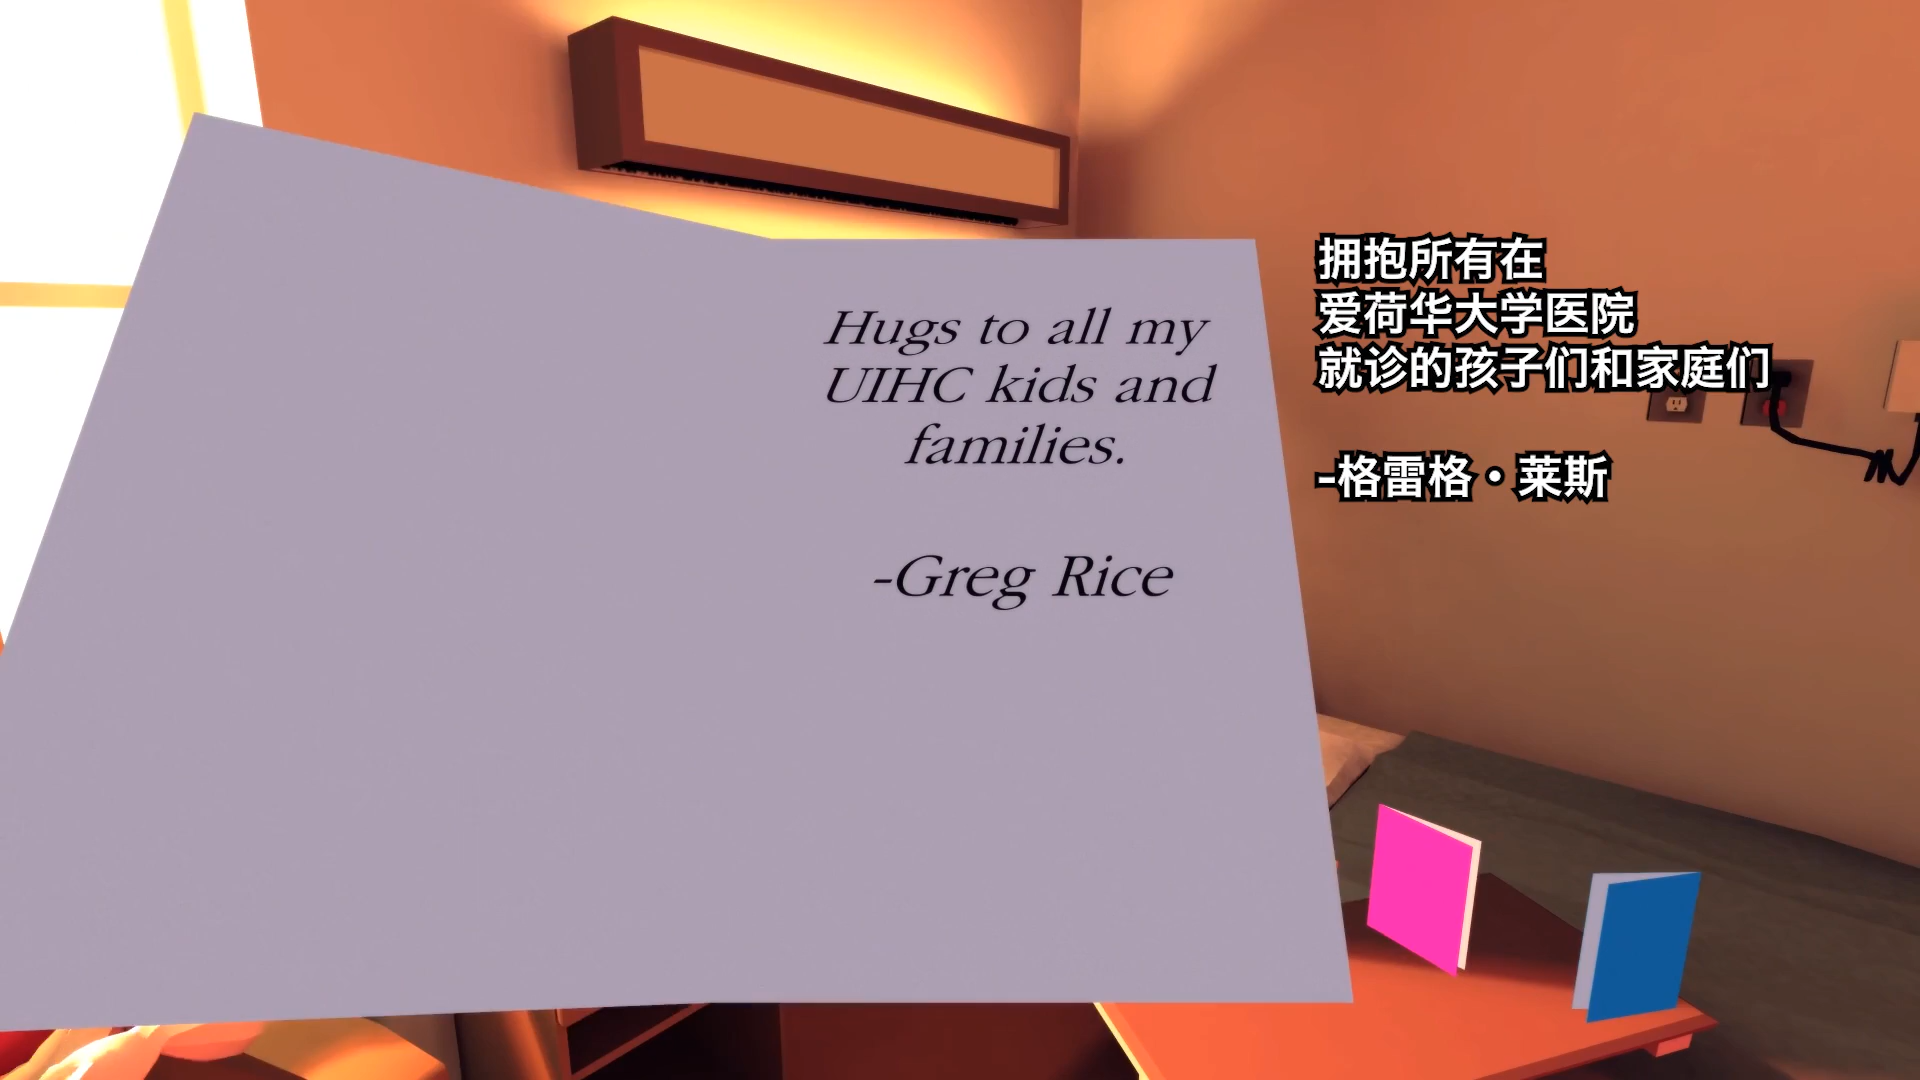 Hugs to all my
UIHC kids and
families.
-Greg Rice
拥抱所有在
爱荷华大学医院
就诊的孩子们和家庭们
-格雷格·莱斯